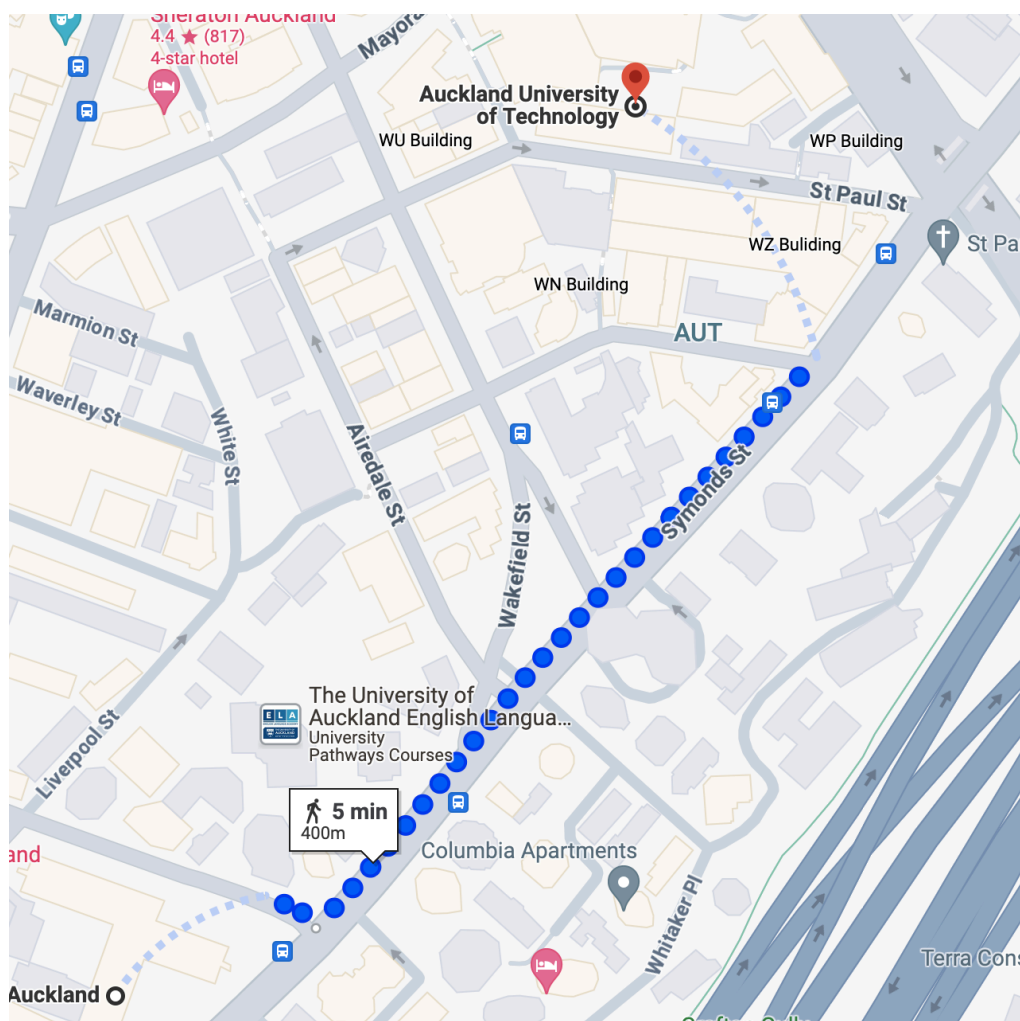 Sheraton Auckland
4.4 ★ (817)
4-star hotel
Mayora
Auckland University
of Technology
WU Building
WP Building
St Paul St
St Pa
WZ Buliding
WN Building
AUT
Marmion St
Waverley St
White St
Airedale St
Wakefield St
Symonds St
Liverpool St
ELA
The University of
Auckland English Langua...
University
Pathways Courses
5 min
400m
and
Columbia Apartments
Whitaker Pl
Terra Cons
Auckland